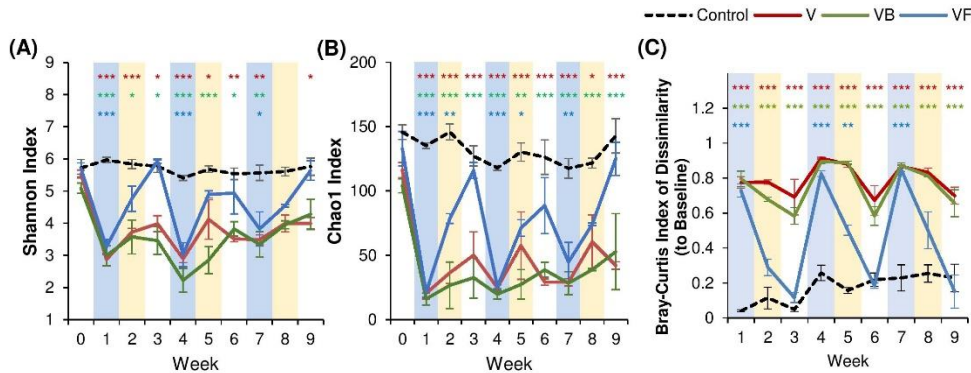 Control V VB VF
(A) (B) (C)
*** *** * *** * ** ** *
*** * * *** *** * **
*** *** *
*** *** *** *** *** *** *** * ***
*** *** *** *** ** *** *** *** ***
*** ** *** * **
*** *** *** *** *** *** *** *** ***
*** *** *** *** *** *** *** *** ***
*** *** ** ***
Shannon Index
9
8
7
6
5
4
3
2
1
0 1 2 3 4 5 6 7 8 9
Week
Chao1 Index
200
150
100
50
0
0 1 2 3 4 5 6 7 8 9
Week
Bray-Curtis Index of Dissimilarity
(to Baseline)
1.2
1
0.8
0.6
0.4
0.2
0
1 2 3 4 5 6 7 8 9
Week